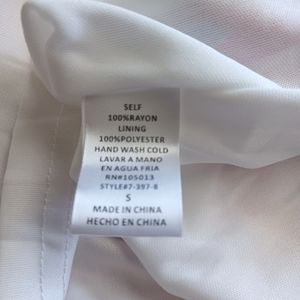 SELF
100%RAYON
LINING
100%POLYESTER
HAND WASH COLD
LAVAR A MANO
EN AGUA FRIA
RN#105013
STYLE#7-397-8
S
MADE IN CHINA
HECHO EN CHINA